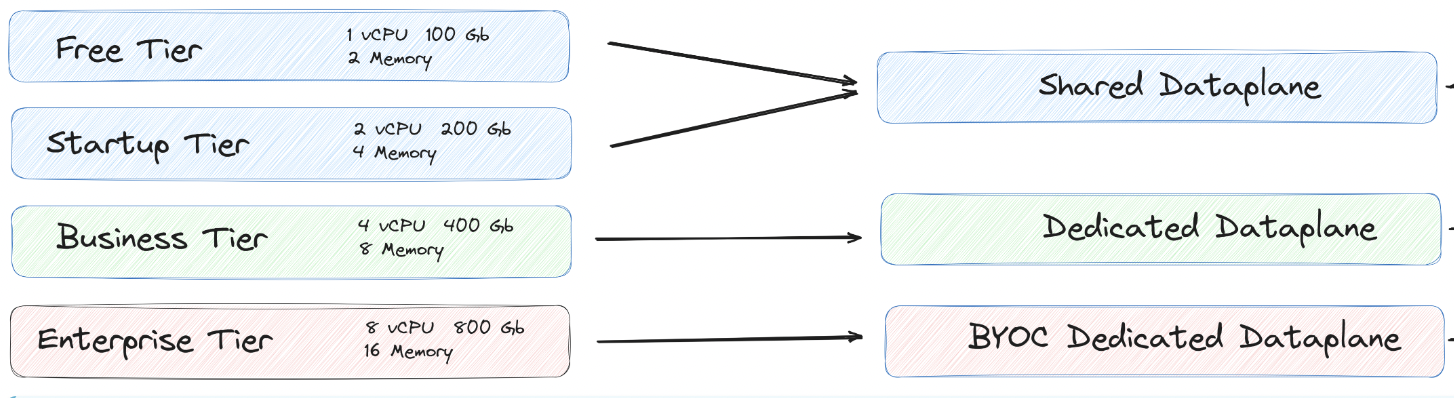 Free Tier
1 vCPU 100 Gb
2 Memory
Shared Dataplane
Startup Tier
2 vCPU 200 Gb
4 Memory
Business Tier
4 vCPU 400 Gb
8 Memory
Dedicated Dataplane
Enterprise Tier
8 vCPU 800 Gb
16 Memory
BYOC Dedicated Dataplane